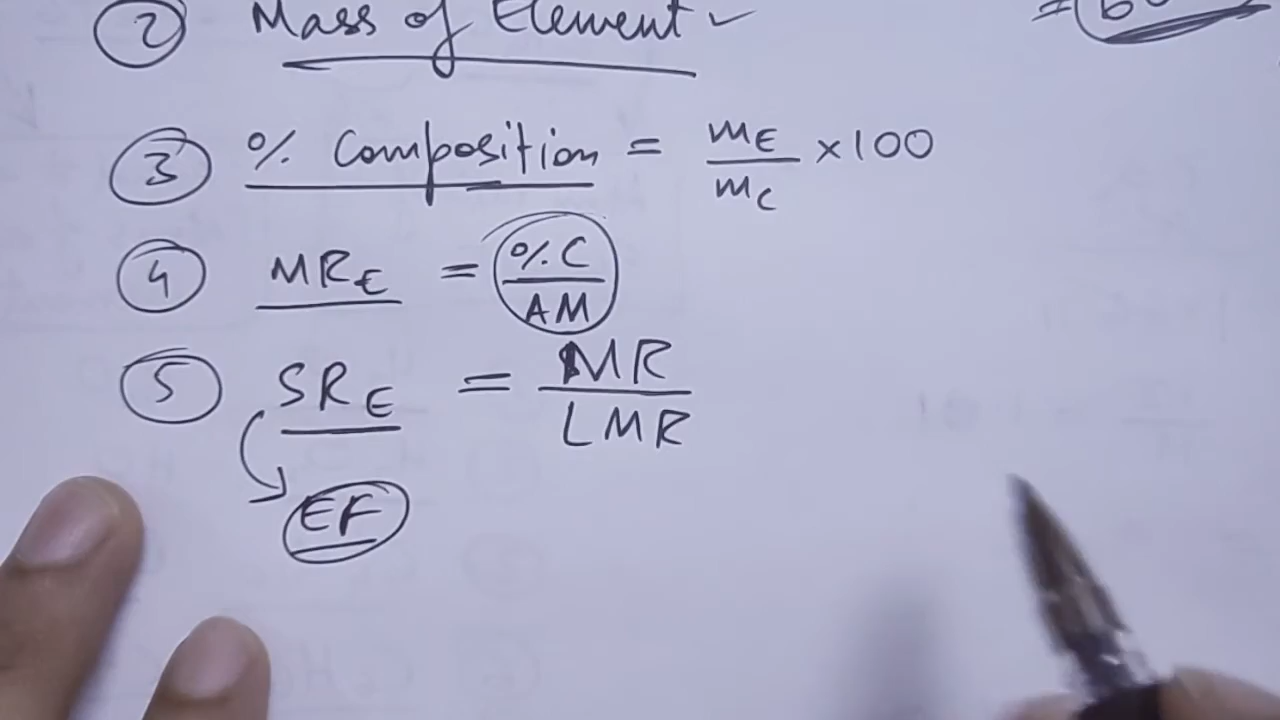 ② Mass of Element ✓
③ % Composition = mE/mC ×100
④ MRE = %C/AM
⑤ SRE = MR/LMR
EF